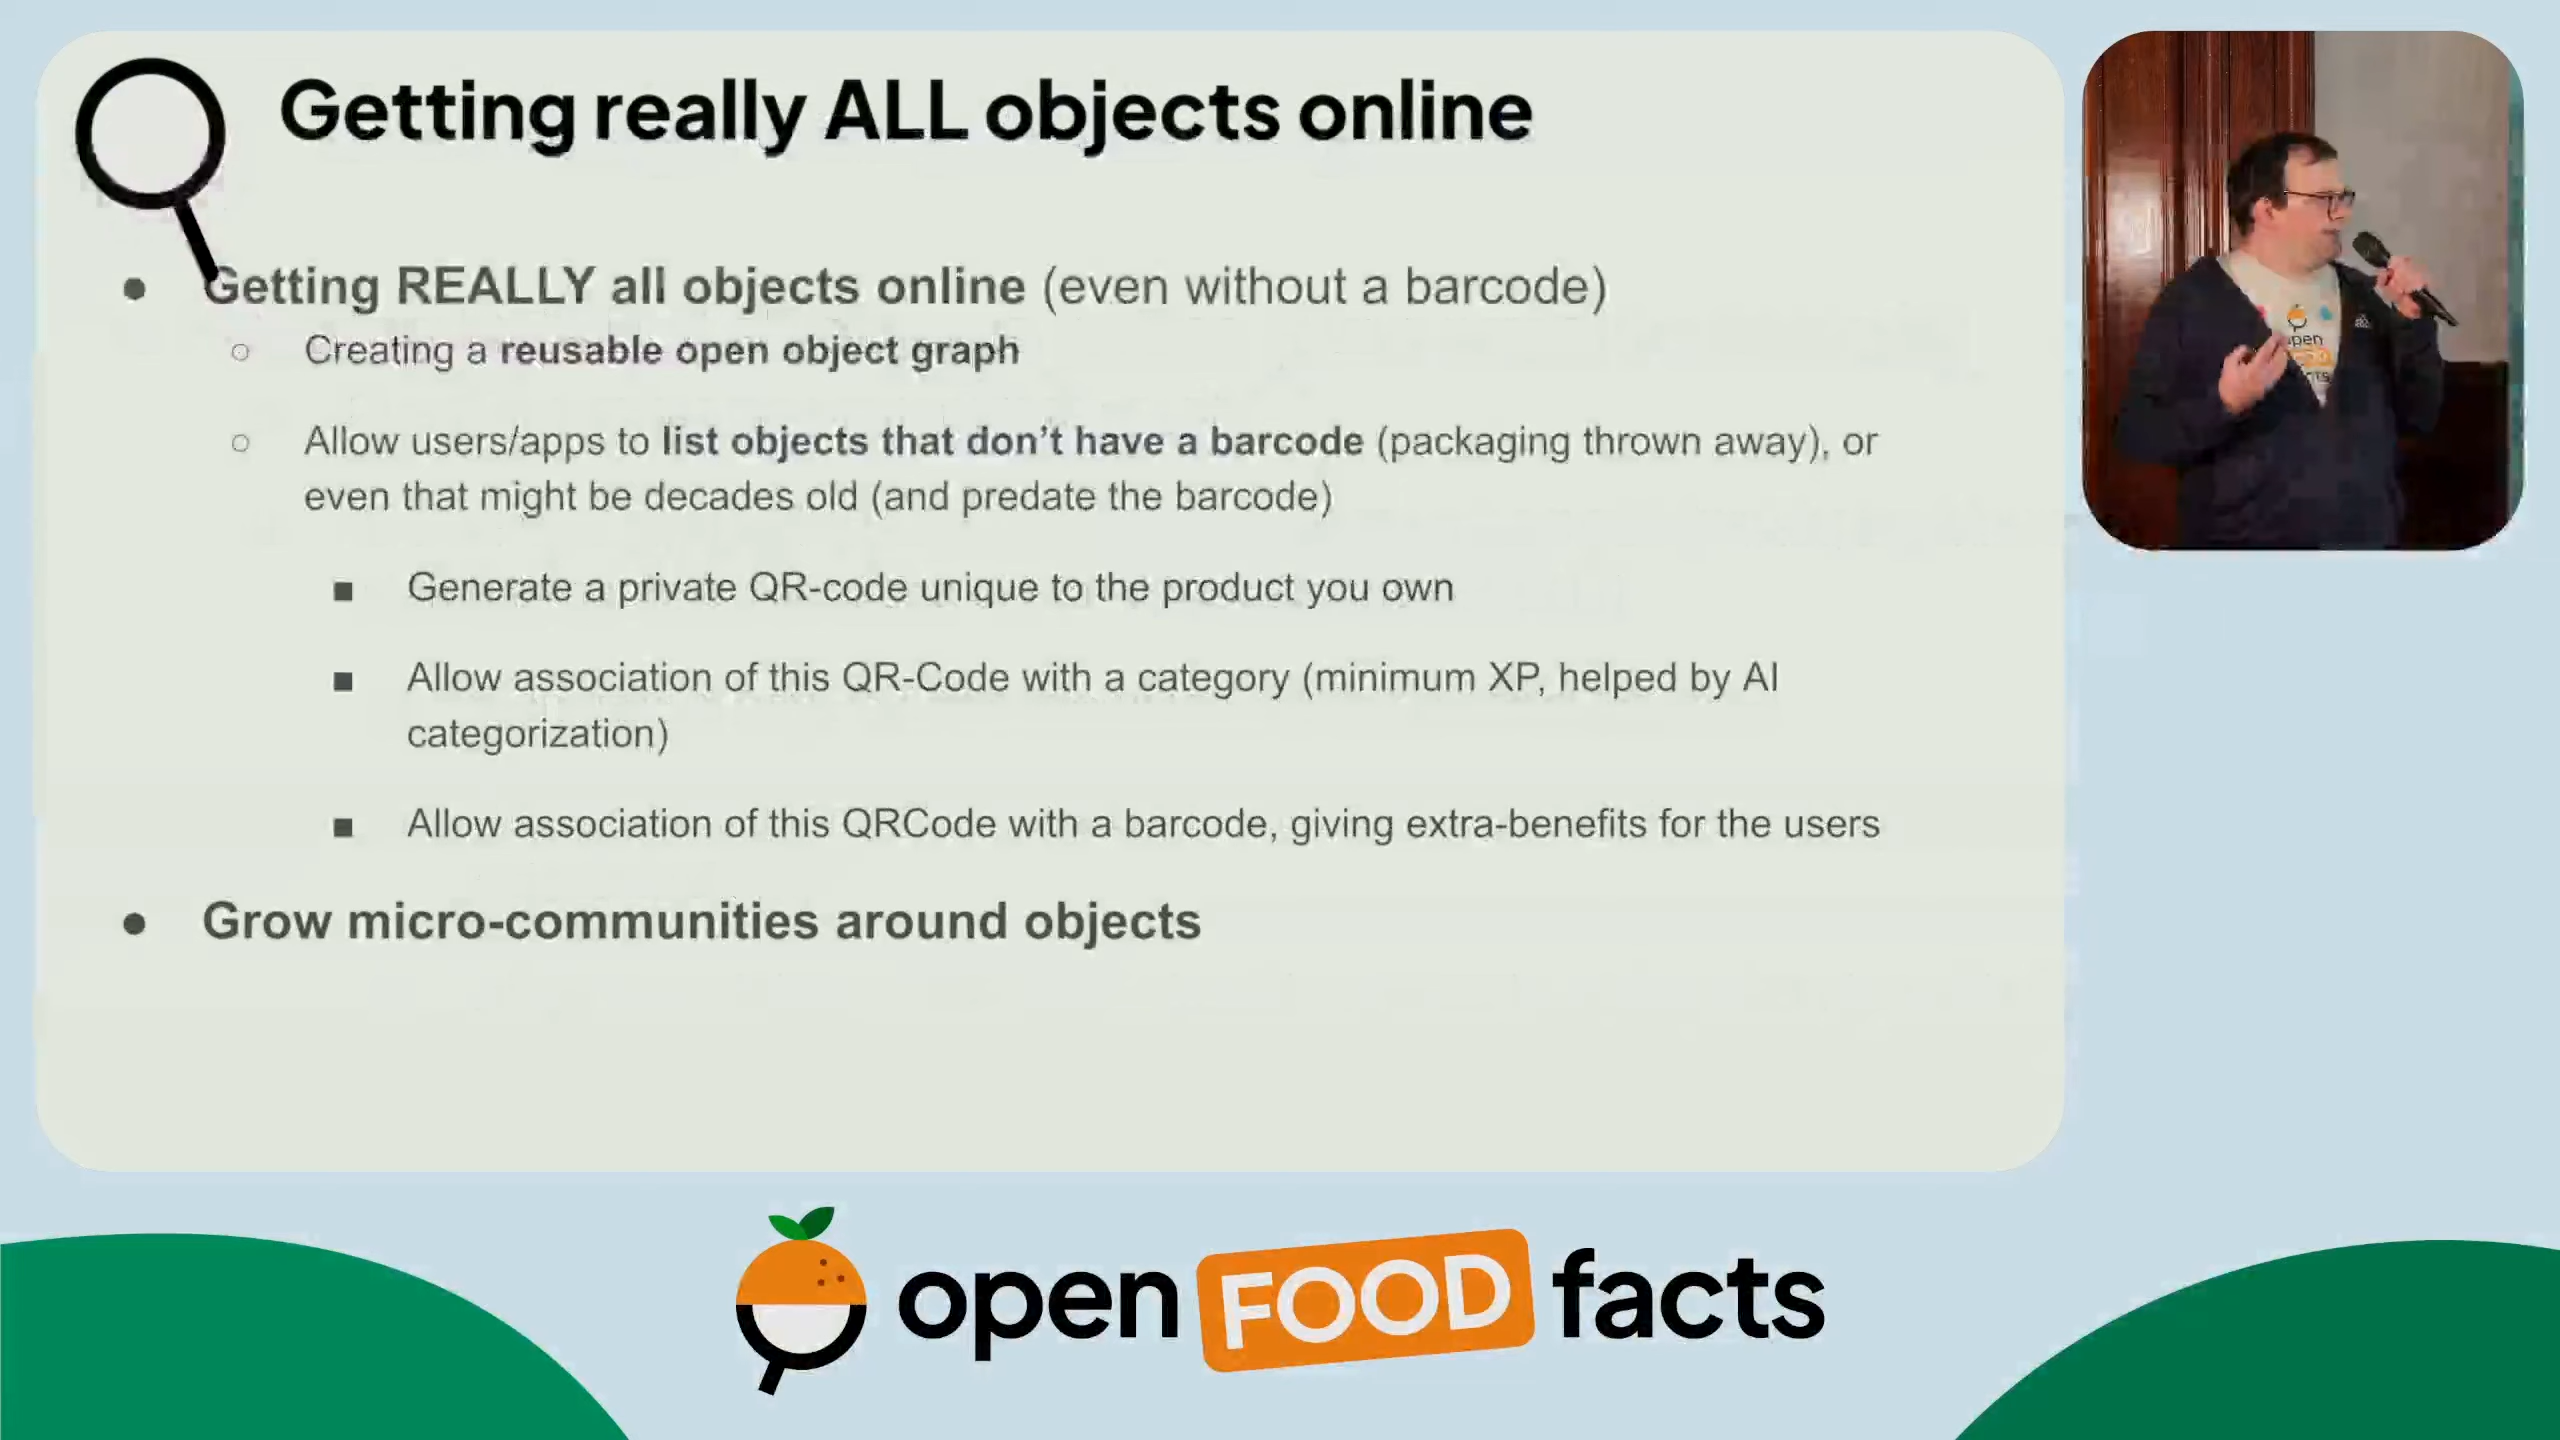 Getting really ALL objects online
● Getting REALLY all objects online (even without a barcode)
○ Creating a reusable open object graph
○ Allow users/apps to list objects that don’t have a barcode (packaging thrown away), or
even that might be decades old (and predate the barcode)
■ Generate a private QR-code unique to the product you own
■ Allow association of this QR-Code with a category (minimum XP, helped by AI
categorization)
■ Allow association of this QRCode with a barcode, giving extra-benefits for the users
● Grow micro-communities around objects
open FOOD facts